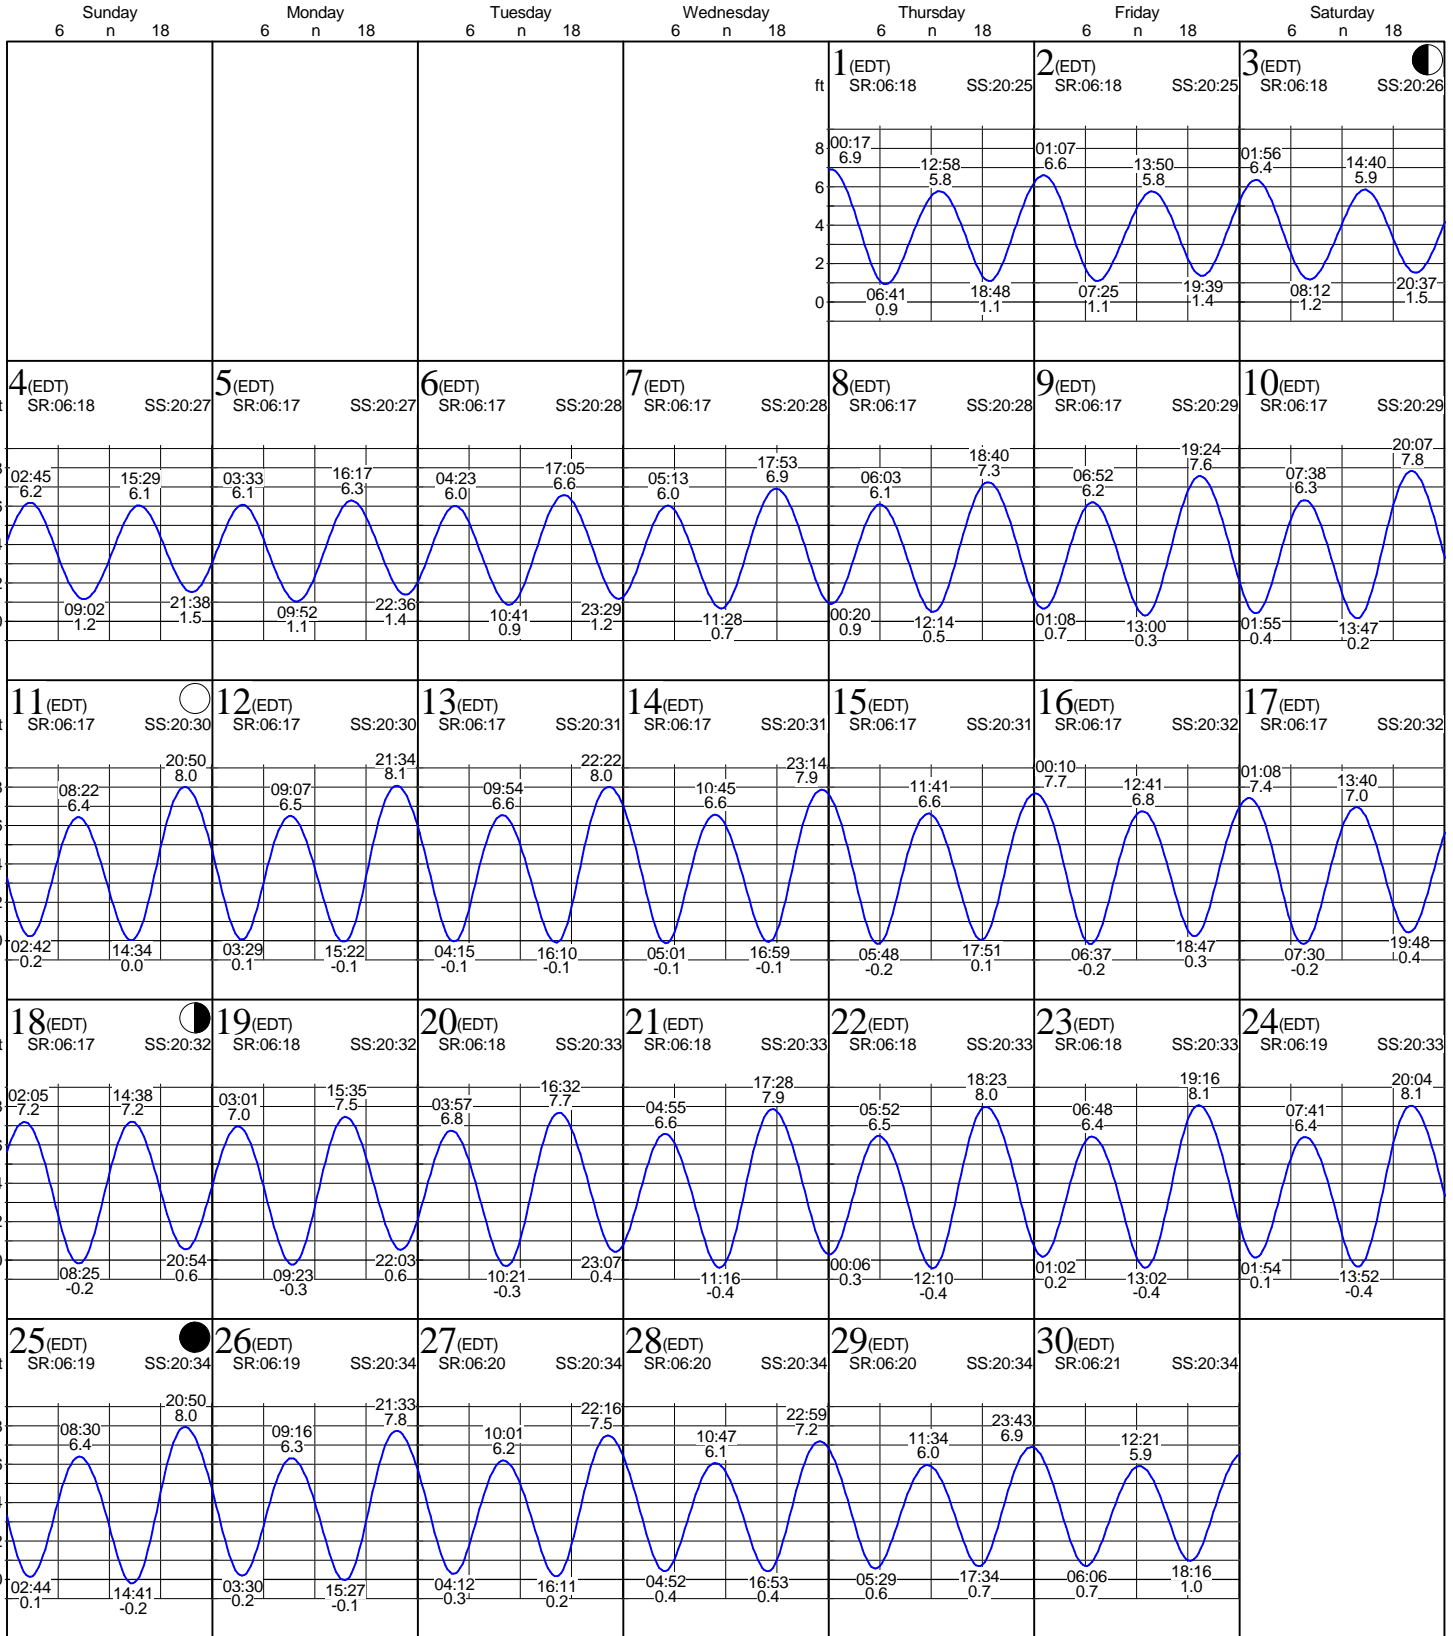 Sunday Monday Tuesday Wednesday Thursday Friday Saturday
6 n 18 6 n 18 6 n 18 6 n 18 6 n 18 6 n 18 6 n 18
1(EDT) 2(EDT) 3(EDT)
ft SR:06:18 SS:20:25 SR:06:18 SS:20:25 SR:06:18 SS:20:26
8 00:17 6.9 12:58 5.8 01:07 6.6 13:50 5.8 01:56 6.4 14:40 5.9
6
4
2
0 06:41 0.9 18:48 1.1 07:25 1.1 19:39 1.4 08:12 1.2 20:37 1.5
4(EDT) 5(EDT) 6(EDT) 7(EDT) 8(EDT) 9(EDT) 10(EDT)
SR:06:18 SS:20:27 SR:06:17 SS:20:27 SR:06:17 SS:20:28 SR:06:17 SS:20:28 SR:06:17 SS:20:28 SR:06:17 SS:20:29 SR:06:17 SS:20:29
02:45 6.2 15:29 6.1 03:33 6.1 16:17 6.3 04:23 6.0 17:05 6.6 05:13 6.0 17:53 6.9 06:03 6.1 18:40 7.3 06:52 6.2 19:24 7.6 07:38 6.3 20:07 7.8
09:02 1.2 21:38 1.5 09:52 1.1 22:36 1.4 10:41 0.9 23:29 1.2 11:28 0.7 00:20 0.9 12:14 0.5 01:08 0.7 13:00 0.3 01:55 0.4 13:47 0.2
11(EDT) 12(EDT) 13(EDT) 14(EDT) 15(EDT) 16(EDT) 17(EDT)
SR:06:17 SS:20:30 SR:06:17 SS:20:30 SR:06:17 SS:20:31 SR:06:17 SS:20:31 SR:06:17 SS:20:31 SR:06:17 SS:20:32 SR:06:17 SS:20:32
08:22 6.4 20:50 8.0 09:07 6.5 21:34 8.1 09:54 6.6 22:22 8.0 10:45 6.6 23:14 7.9 11:41 6.6 00:10 7.7 12:41 6.8 01:08 7.4 13:40 7.0
02:42 0.2 14:34 0.0 03:29 0.1 15:22 -0.1 04:15 -0.1 16:10 -0.1 05:01 -0.1 16:59 -0.1 05:48 -0.2 17:51 0.1 06:37 -0.2 18:47 0.3 07:30 -0.2 19:48 0.4
18(EDT) 19(EDT) 20(EDT) 21(EDT) 22(EDT) 23(EDT) 24(EDT)
SR:06:17 SS:20:32 SR:06:18 SS:20:32 SR:06:18 SS:20:33 SR:06:18 SS:20:33 SR:06:18 SS:20:33 SR:06:18 SS:20:33 SR:06:19 SS:20:33
02:05 7.2 14:38 7.2 03:01 7.0 15:35 7.5 03:57 6.8 16:32 7.7 04:55 6.6 17:28 7.9 05:52 6.5 18:23 8.0 06:48 6.4 19:16 8.1 07:41 6.4 20:04 8.1
08:25 -0.2 20:54 0.6 09:23 -0.3 22:03 0.6 10:21 -0.3 23:07 0.4 11:16 -0.4 00:06 0.3 12:10 -0.4 01:02 0.2 13:02 -0.4 01:54 0.1 13:52 -0.4
25(EDT) 26(EDT) 27(EDT) 28(EDT) 29(EDT) 30(EDT)
SR:06:19 SS:20:34 SR:06:19 SS:20:34 SR:06:20 SS:20:34 SR:06:20 SS:20:34 SR:06:20 SS:20:34 SR:06:21 SS:20:34
08:30 6.4 20:50 8.0 09:16 6.3 21:33 7.8 10:01 6.2 22:16 7.5 10:47 6.1 22:59 7.2 11:34 6.0 23:43 6.9 12:21 5.9
02:44 0.1 14:41 -0.2 03:30 0.2 15:27 -0.1 04:12 0.3 16:11 0.2 04:52 0.4 16:53 0.4 05:29 0.6 17:34 0.7 06:06 0.7 18:16 1.0